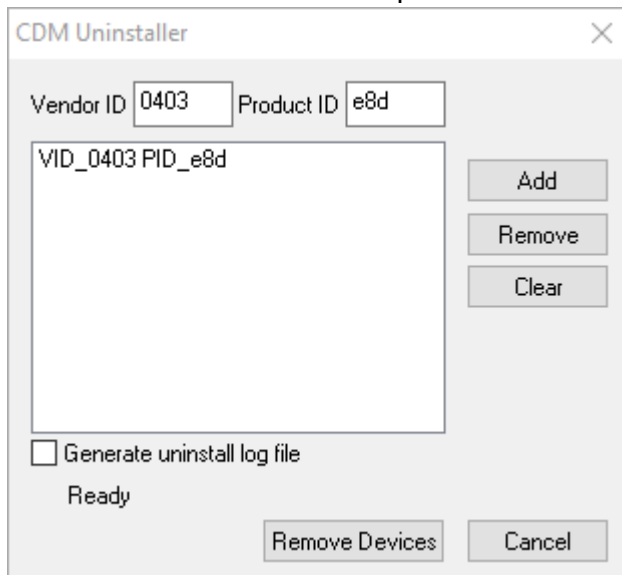 CDM Uninstaller
Vendor ID 0403 Product ID e8d
VID_0403 PID_e8d
Add
Remove
Clear
Generate uninstall log file
Ready
Remove Devices Cancel